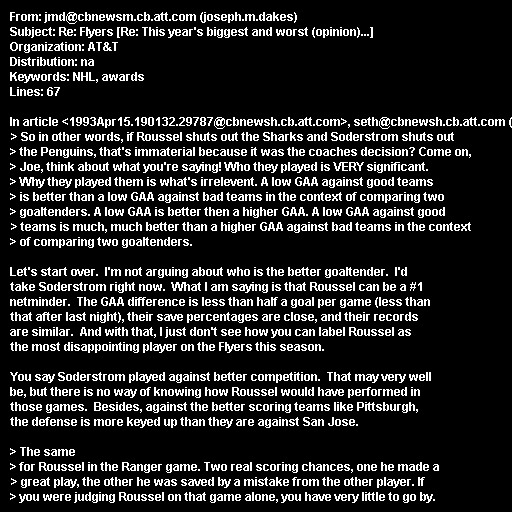 From: jmd@cbnewsm.cb.att.com (joseph.m.dakes)
Subject: Re: Flyers [Re: This year's biggest and worst (opinion)...]
Organization: AT&T
Distribution: na
Keywords: NHL, awards
Lines: 67

In article <1993Apr15.190132.29787@cbnewsh.cb.att.com>, seth@cbnewsh.cb.att.com (
> So in other words, if Roussel shuts out the Sharks and Soderstrom shuts out
> the Penguins, that's immaterial because it was the coaches decision? Come on,
> Joe, think about what you're saying! Who they played is VERY significant.
> Why they played them is what's irrelevent. A low GAA against good teams
> is better than a low GAA against bad teams in the context of comparing two
> goaltenders. A low GAA is better then a higher GAA. A low GAA against good
> teams is much, much better than a higher GAA against bad teams in the context
> of comparing two goaltenders.

Let's start over.  I'm not arguing about who is the better goaltender.  I'd
take Soderstrom right now.  What I am saying is that Roussel can be a #1
netminder.  The GAA difference is less than half a goal per game (less than
that after last night), their save percentages are close, and their records
are similar.  And with that, I just don't see how you can label Roussel as
the most disappointing player on the Flyers this season.

You say Soderstrom played against better competition.  That may very well
be, but there is no way of knowing how Roussel would have performed in
those games.  Besides, against the better scoring teams like Pittsburgh,
the defense is more keyed up than they are against San Jose.

> The same
> for Roussel in the Ranger game. Two real scoring chances, one he made a
> great play, the other he was saved by a mistake from the other player. If
> you were judging Roussel on that game alone, you have very little to go by.